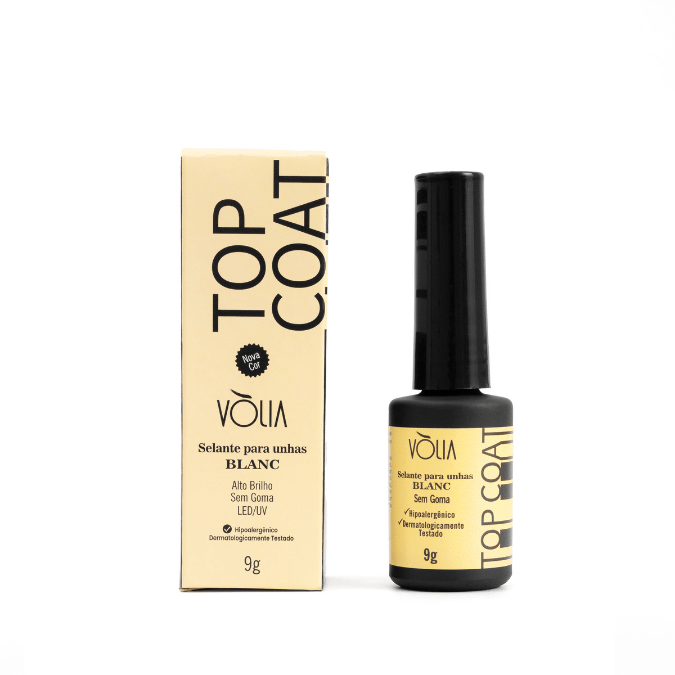 TOP
COAT
Nova
Cor
VÒLIA
Selante para unhas
BLANC
Alto Brilho
Sem Goma
LED/UV
Hipoalergênico
Dermatologicamente Testado
9g
VÒLIA
Selante para unhas
BLANC
Sem Goma
Hipoalergênico
Dermatologicamente
Testado
9g
TOP COAT